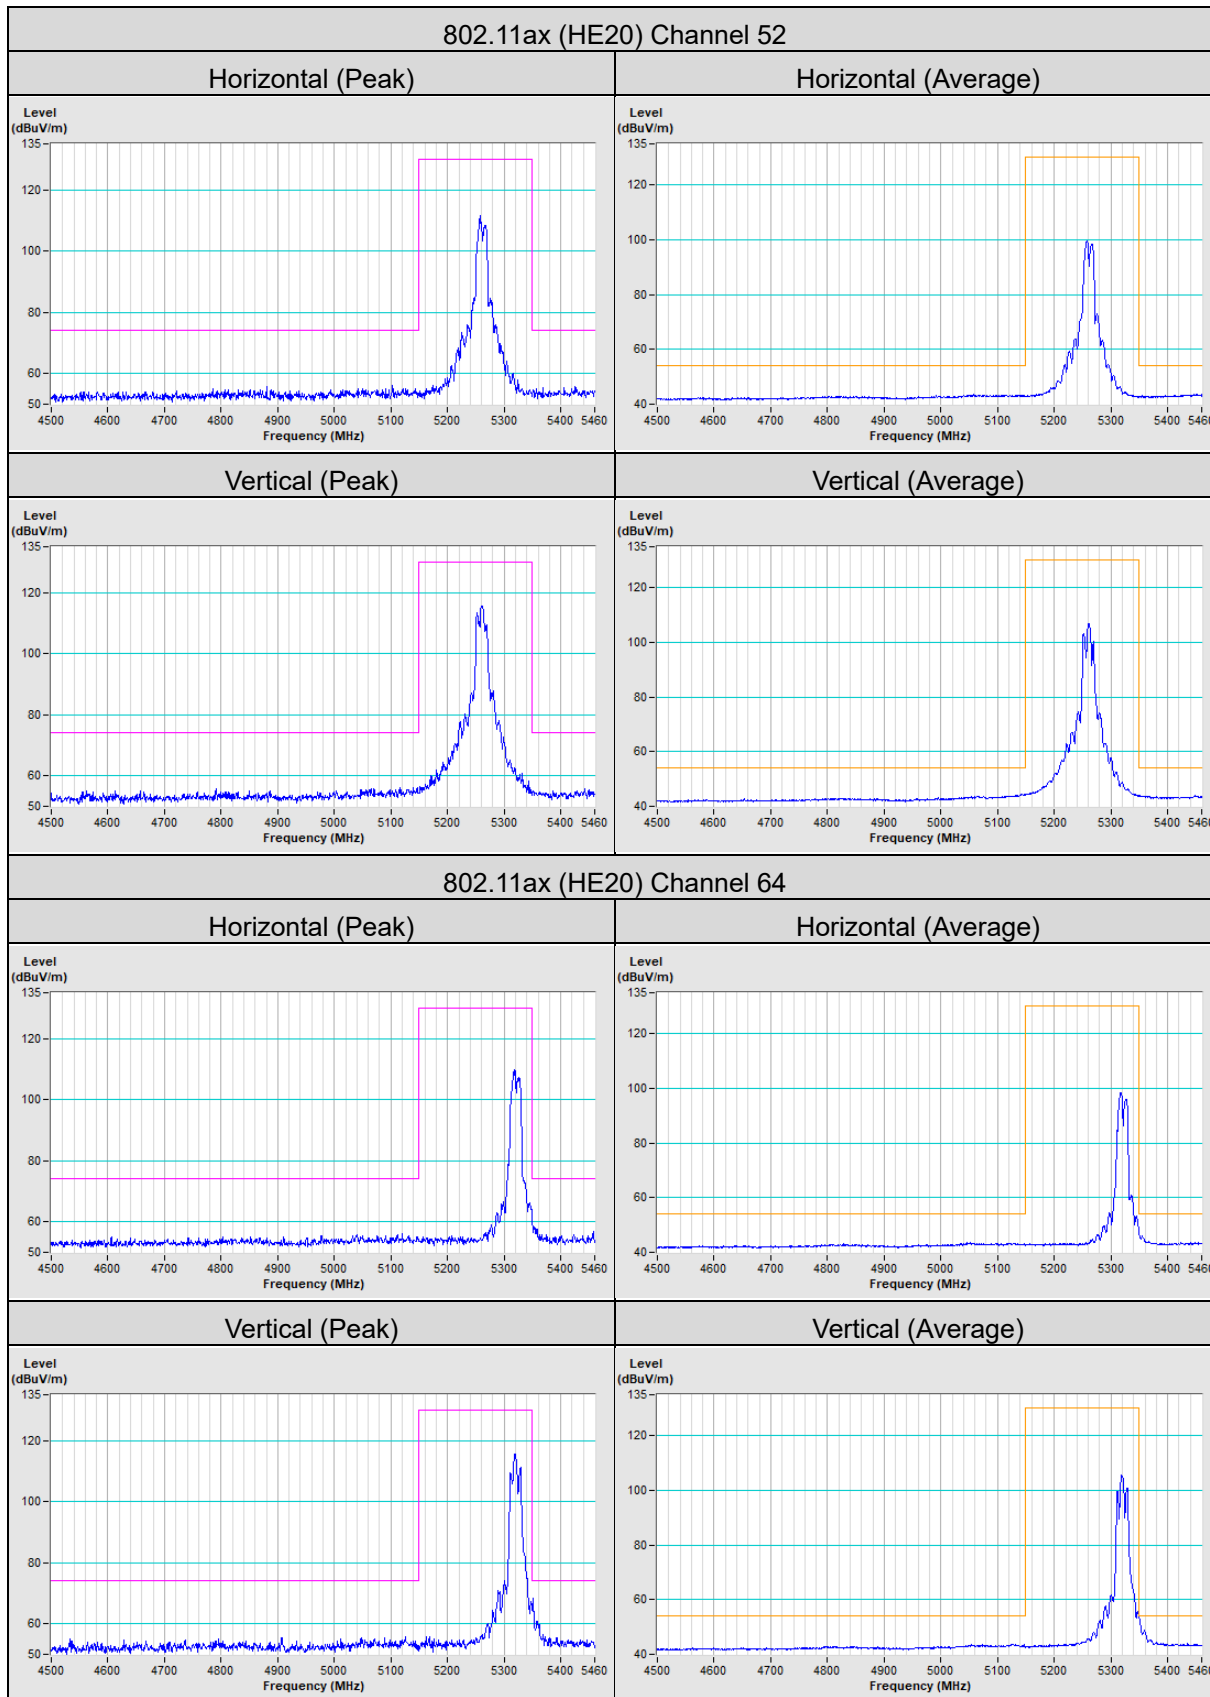 802.11ax (HE20) Channel 52
Horizontal (Peak)
Horizontal (Average)
Level
(dBuV/m)
135
120
100
80
60
50
4500 4600 4700 4800 4900 5000 5100 5200 5300 5400 5460
Frequency (MHz)
Level
(dBuV/m)
135
120
100
80
60
40
4500 4600 4700 4800 4900 5000 5100 5200 5300 5400 5460
Frequency (MHz)
Vertical (Peak)
Vertical (Average)
Level
(dBuV/m)
135
120
100
80
60
50
4500 4600 4700 4800 4900 5000 5100 5200 5300 5400 5460
Frequency (MHz)
Level
(dBuV/m)
135
120
100
80
60
40
4500 4600 4700 4800 4900 5000 5100 5200 5300 5400 5460
Frequency (MHz)
802.11ax (HE20) Channel 64
Horizontal (Peak)
Horizontal (Average)
Level
(dBuV/m)
135
120
100
80
60
50
4500 4600 4700 4800 4900 5000 5100 5200 5300 5400 5460
Frequency (MHz)
Level
(dBuV/m)
135
120
100
80
60
40
4500 4600 4700 4800 4900 5000 5100 5200 5300 5400 5460
Frequency (MHz)
Vertical (Peak)
Vertical (Average)
Level
(dBuV/m)
135
120
100
80
60
50
4500 4600 4700 4800 4900 5000 5100 5200 5300 5400 5460
Frequency (MHz)
Level
(dBuV/m)
135
120
100
80
60
40
4500 4600 4700 4800 4900 5000 5100 5200 5300 5400 5460
Frequency (MHz)